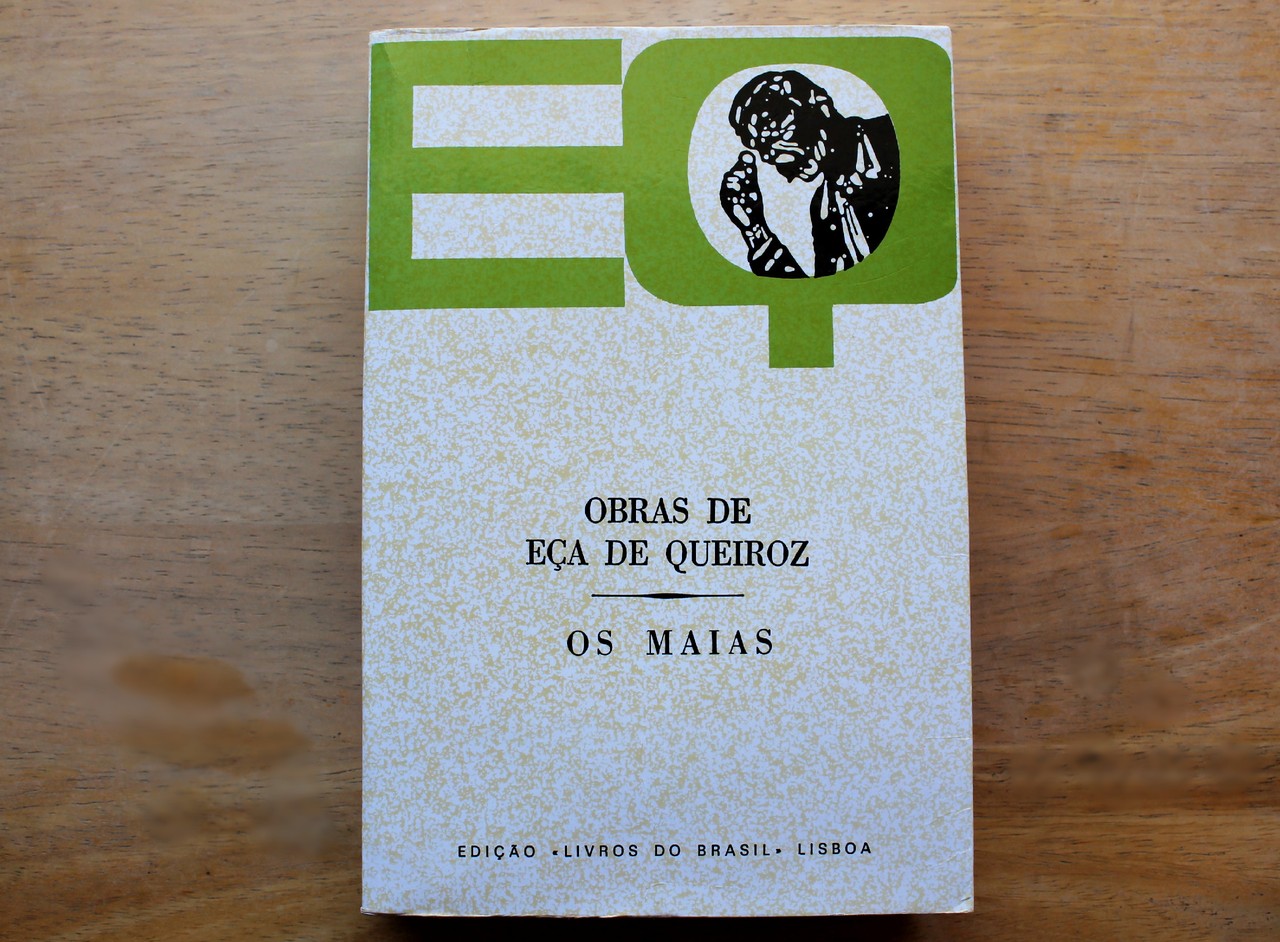 EQ
OBRAS DE
EÇA DE QUEIROZ
OS MAIAS
EDIÇÃO «LIVROS DO BRASIL» LISBOA